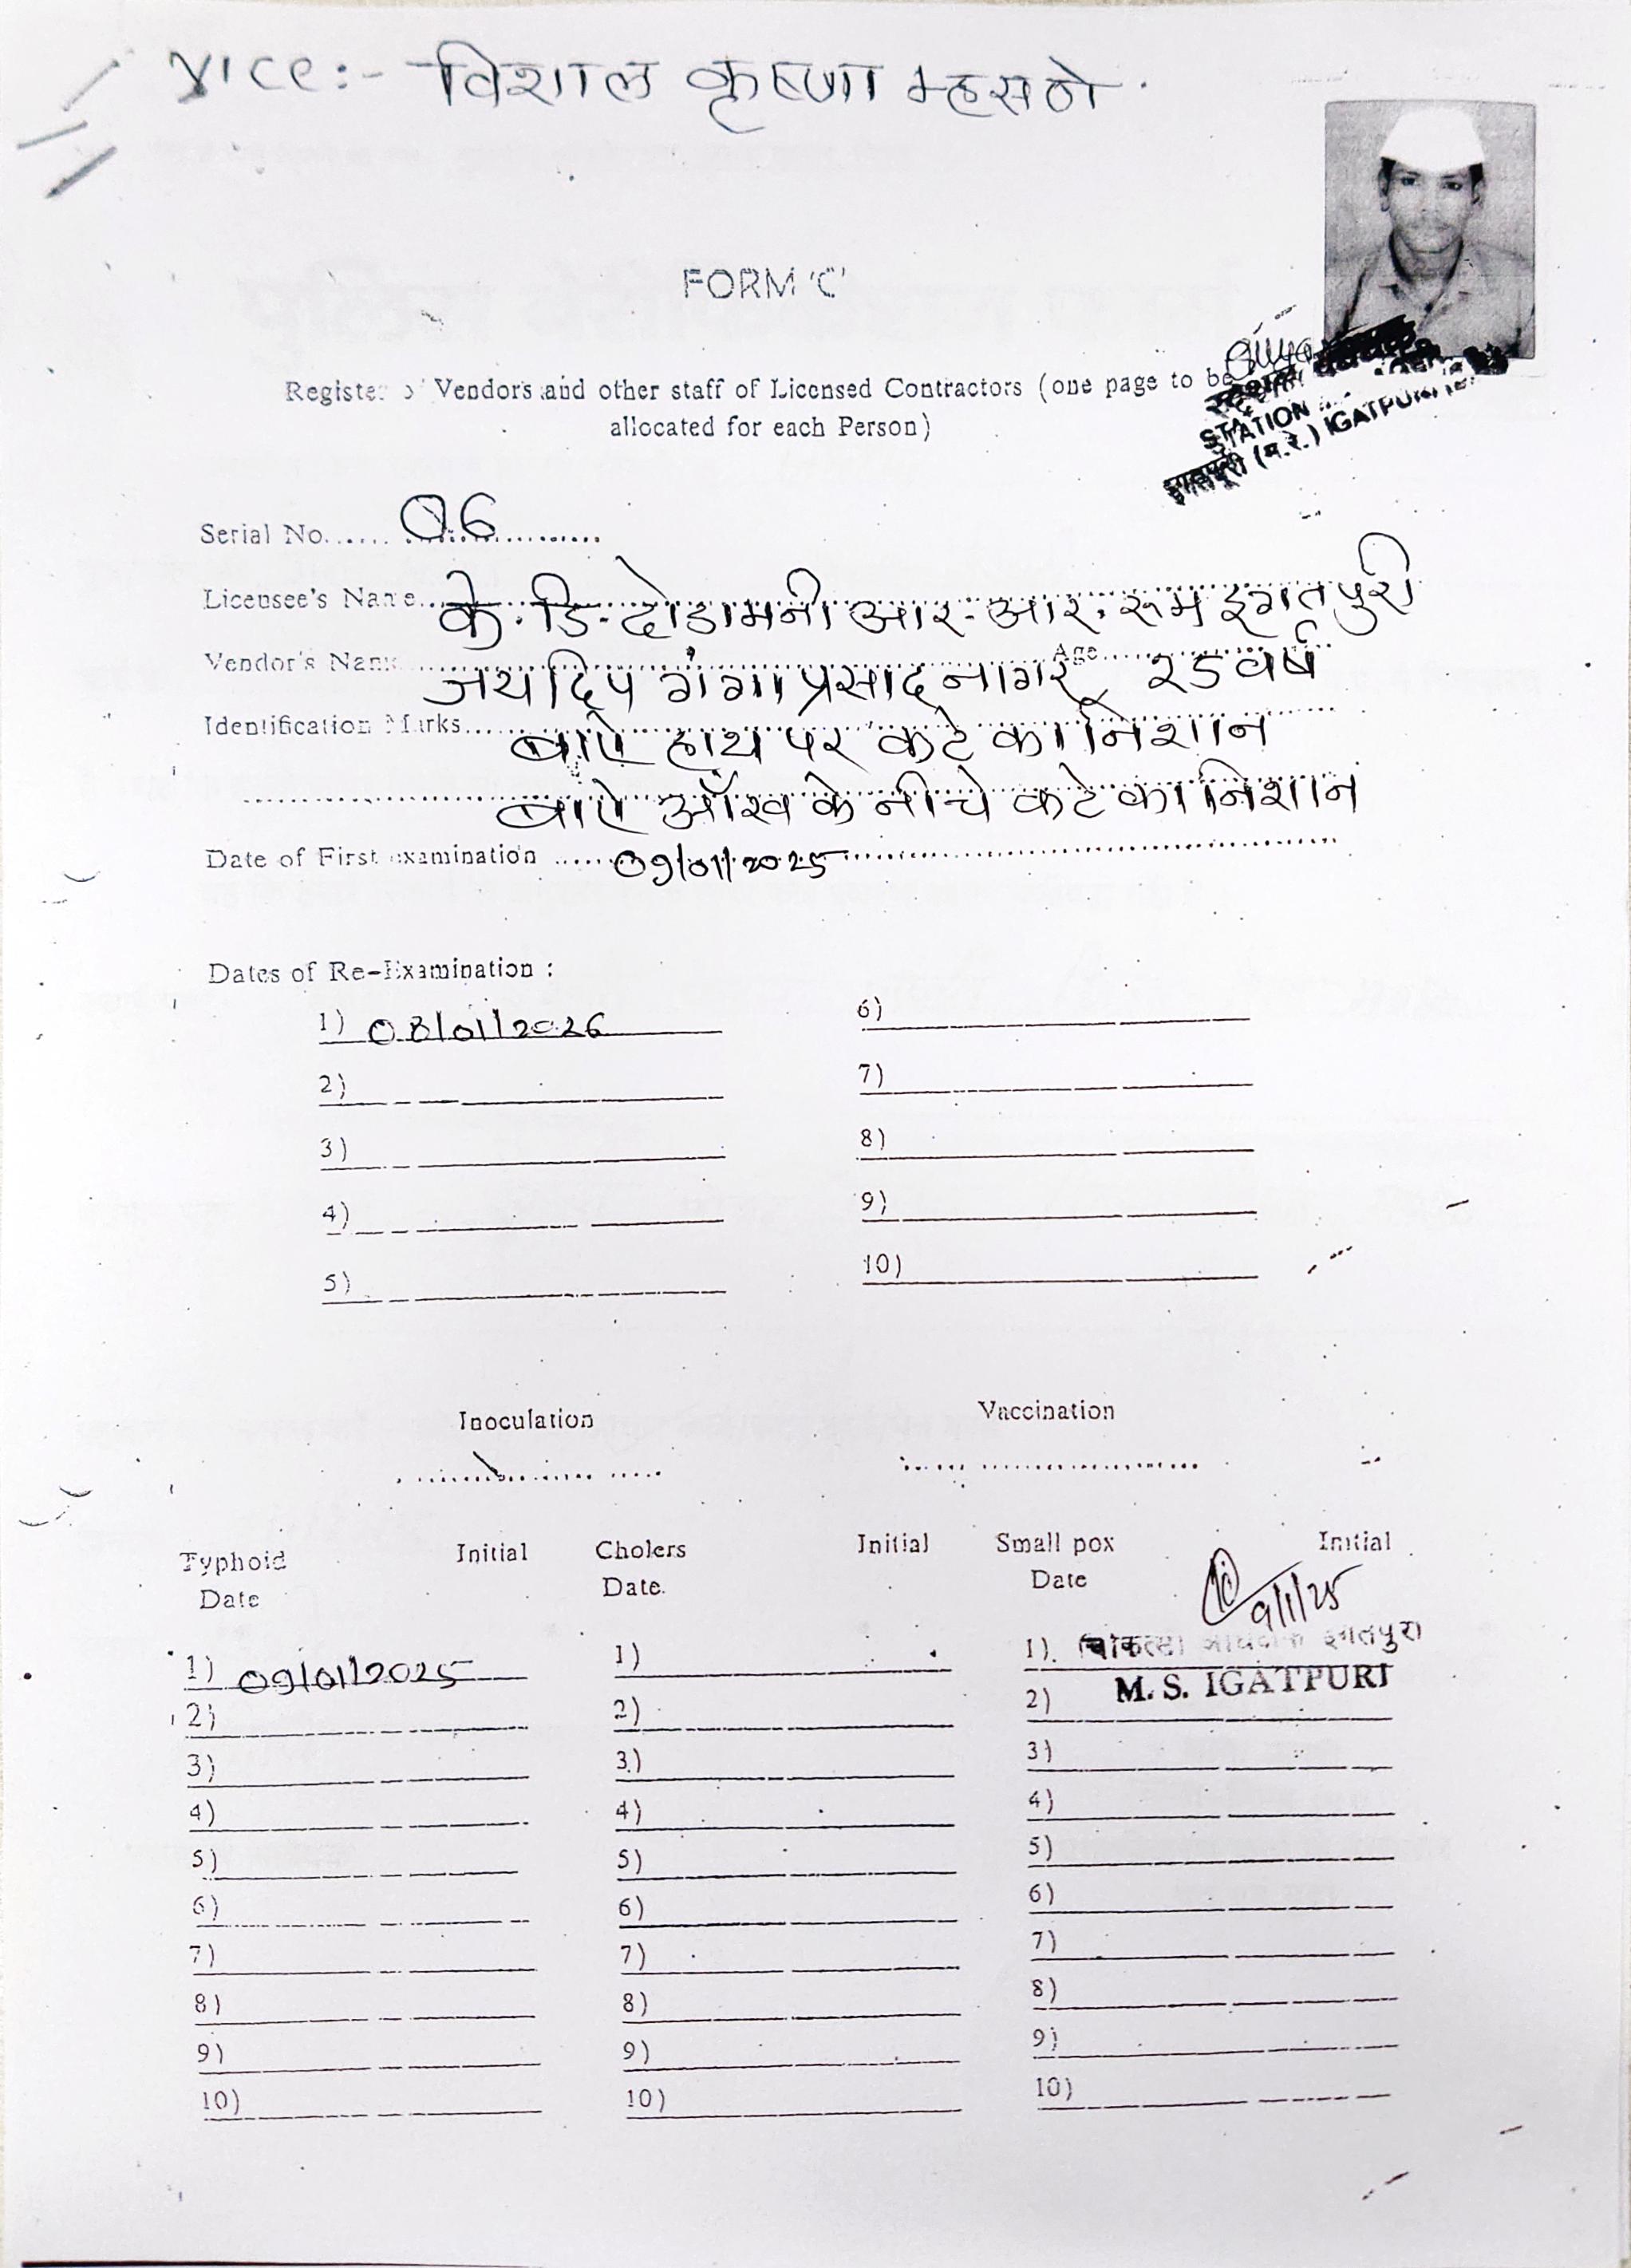 Vice:- विशाल कृष्णा म्हसणे.
FORM 'C'
Register of Vendors and other staff of Licensed Contractors (one page to be
allocated for each Person)
STATION IGATPURI
(म.रे.)
Serial No. 06
Licensee's Name के. डि. दोडामनी आर. आर. रूम इगतपुरी
Vendor's Name जयदिप गंगाप्रसाद नागर Age 25 वर्ष
Identification Marks बाऐ हाथ पर कटे का निशान
बाऐ ऑख के नीचे कटे का निशान
Date of First examination 09/01/2025
Dates of Re-Examination :
1) 08/01/2026 6)
2) 7)
3) 8)
4) 9)
5) 10)
Inoculation Vaccination
Typhoid Initial Cholers Initial Small pox Initial
Date Date. Date
9/1/25
1) 09/01/2025 1) 1) इगतपुरी
M. S. IGATPURI
2) 2) 2)
3) 3) 3)
4) 4) 4)
5) 5) 5)
6) 6) 6)
7) 7) 7)
8) 8) 8)
9) 9) 9)
10) 10) 10)